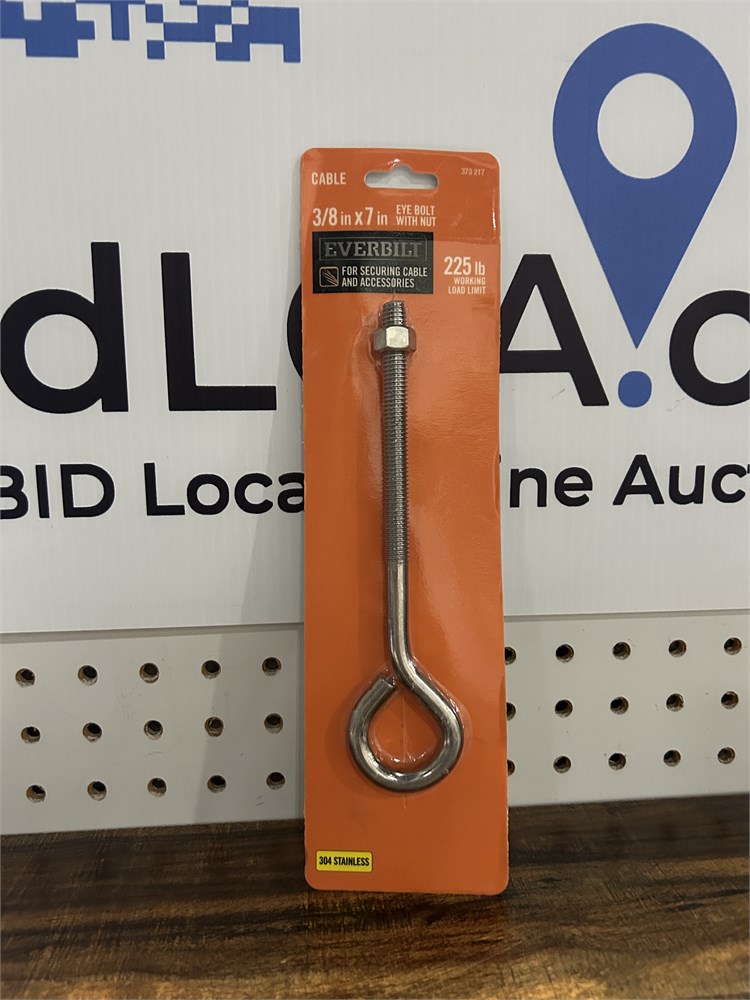 CABLE
373 217
3/8 in x 7 in
EYE BOLT
WITH NUT
EVERBILT
FOR SECURING CABLE
AND ACCESSORIES
225 lb
WORKING
LOAD LIMIT
304 STAINLESS
dL A.c
BID Loca ine Auc